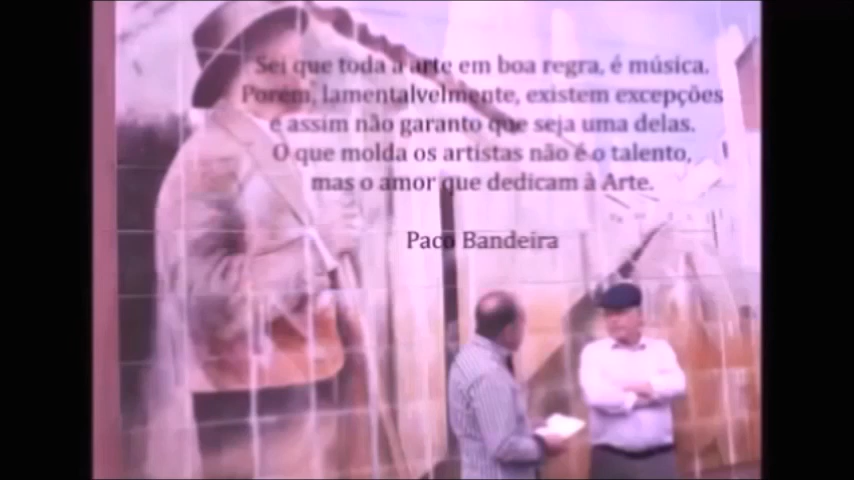 Sei que toda a arte em boa regra, é música.
Porém, lamentalvelmente, existem excepções
e assim não garanto que seja uma delas.
O que molda os artistas não é o talento,
mas o amor que dedicam à Arte.
Paco Bandeira